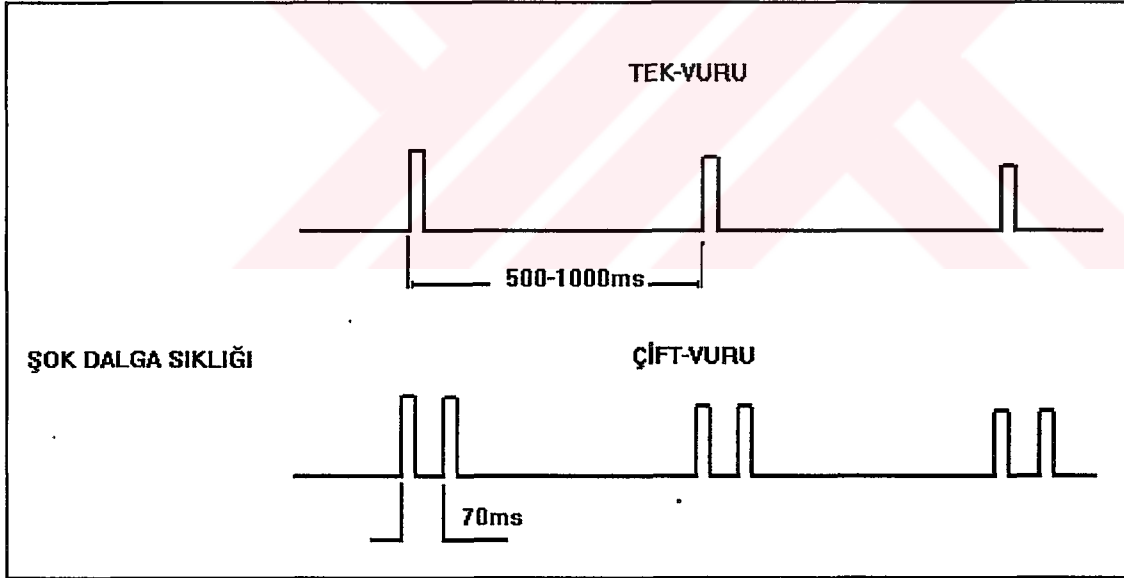 TEK-VURU
500-1000ms
ŞOK DALGA SIKLIĞI
ÇİFT-VURU
70ms